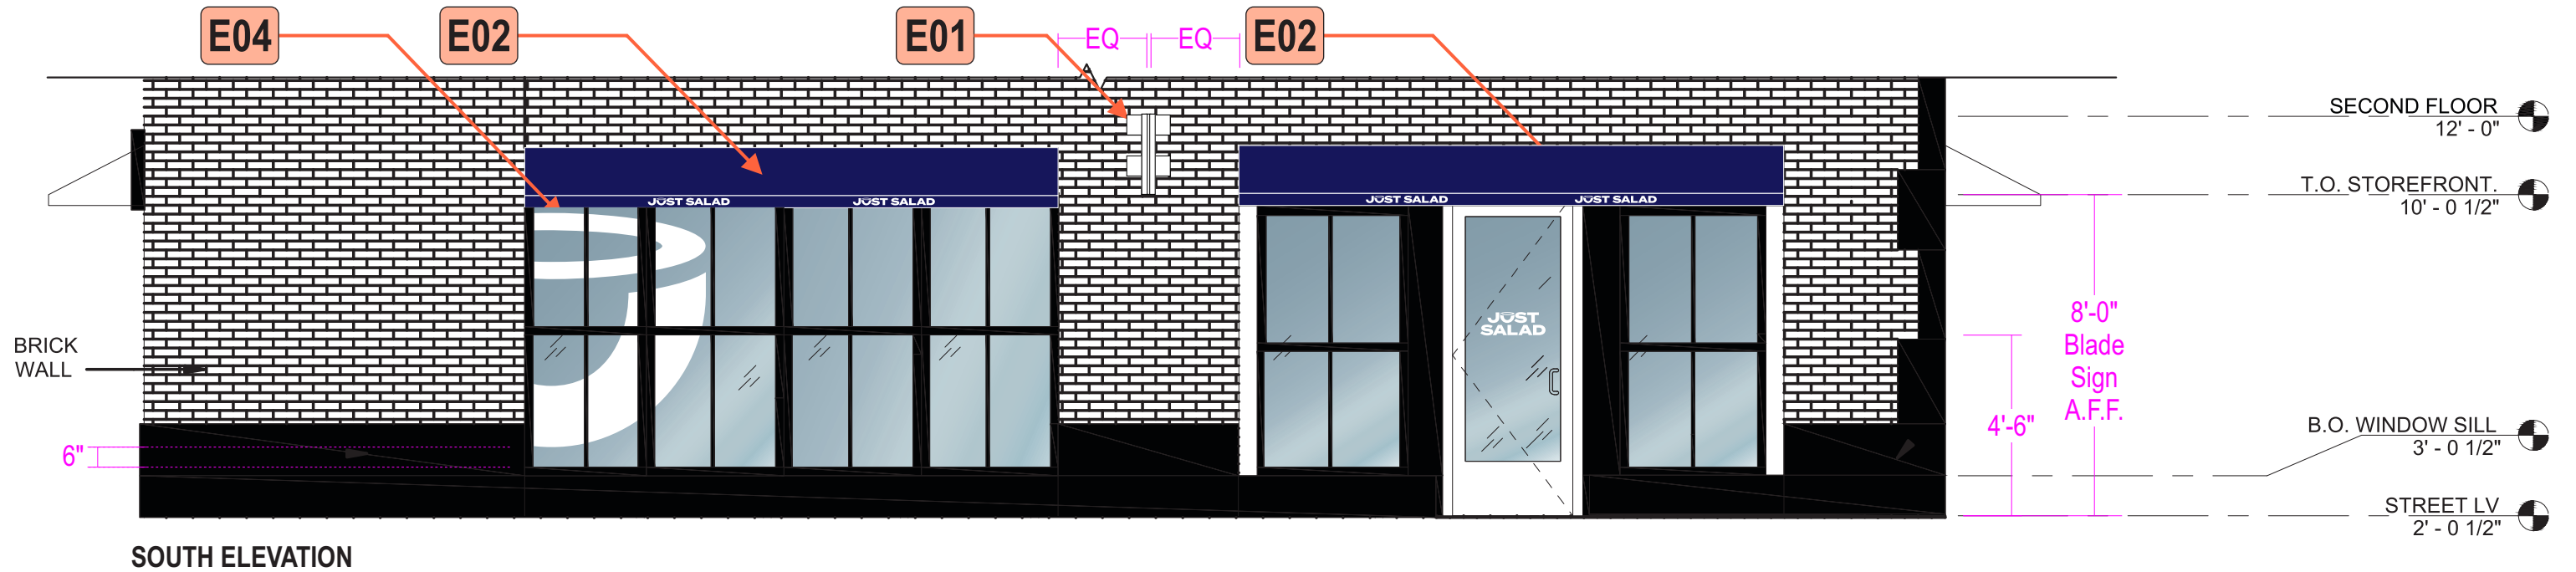 E04
E02
E01
EQ
EQ
E02
SECOND FLOOR
12' - 0"
T.O. STOREFRONT.
10' - 0 1/2"
JUST SALAD
JUST SALAD
JUST SALAD
JUST SALAD
JUST
SALAD
BRICK
WALL
8'-0"
Blade
Sign
A.F.F.
4'-6"
6"
B.O. WINDOW SILL
3' - 0 1/2"
STREET LV
2' - 0 1/2"
SOUTH ELEVATION